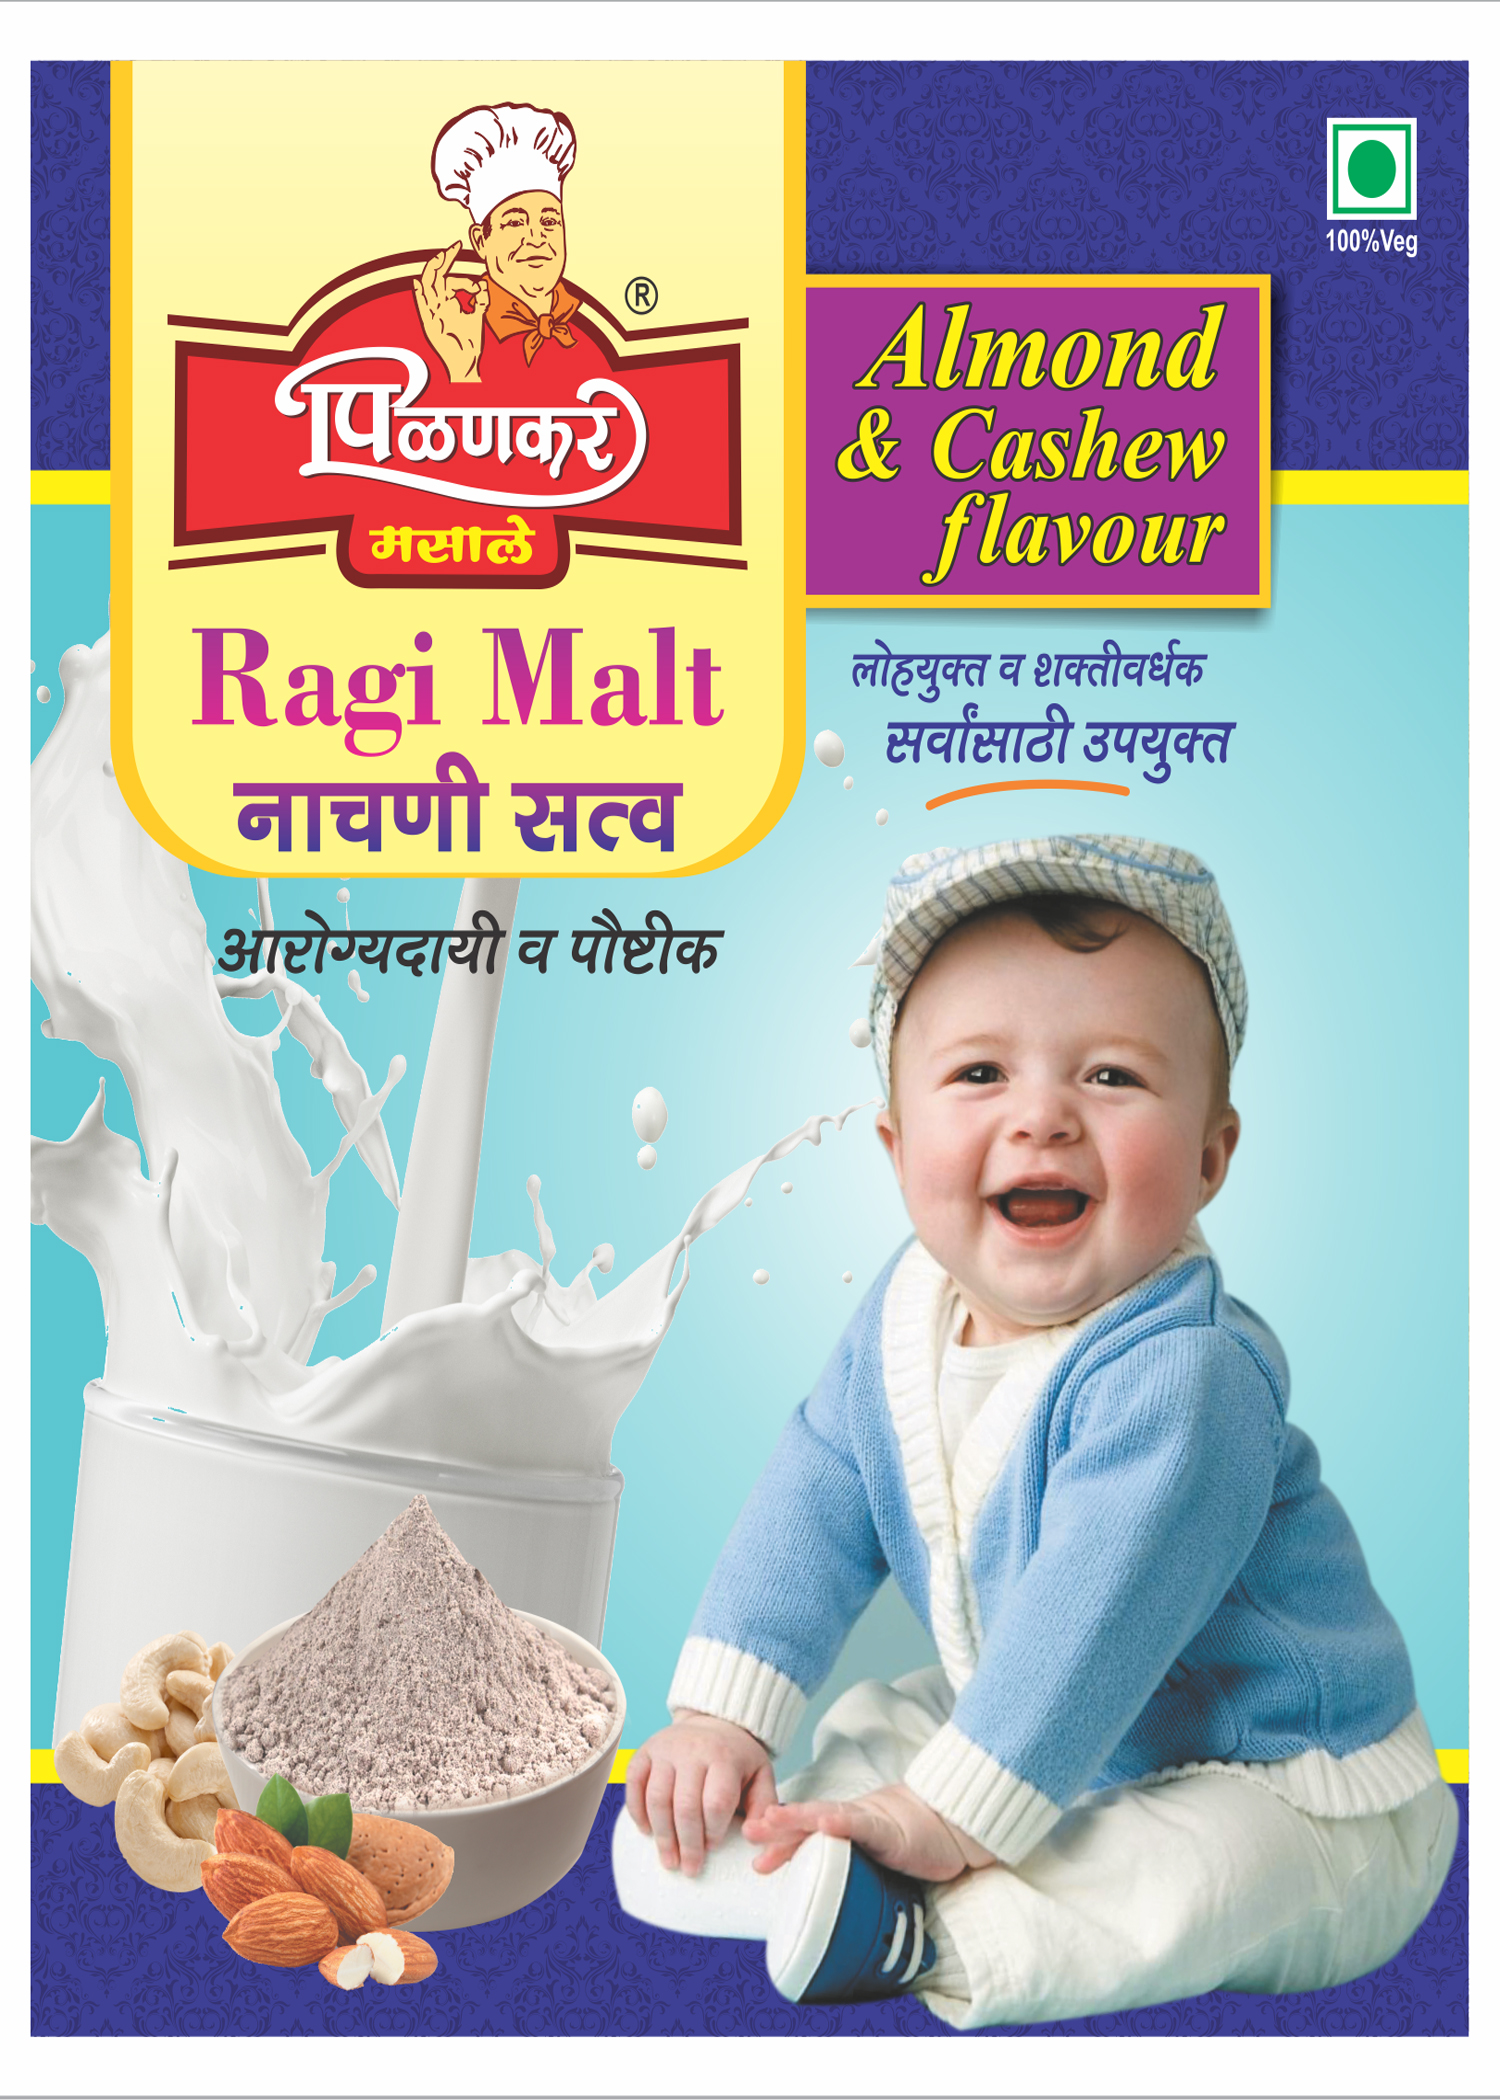 ®
पिळणकर
मसाले
Ragi Malt
नाचणी सत्व
आरोग्यदायी व पौष्टीक
100%Veg
Almond
& Cashew
flavour
लोहयुक्त व शक्तीवर्धक
सर्वांसाठी उपयुक्त